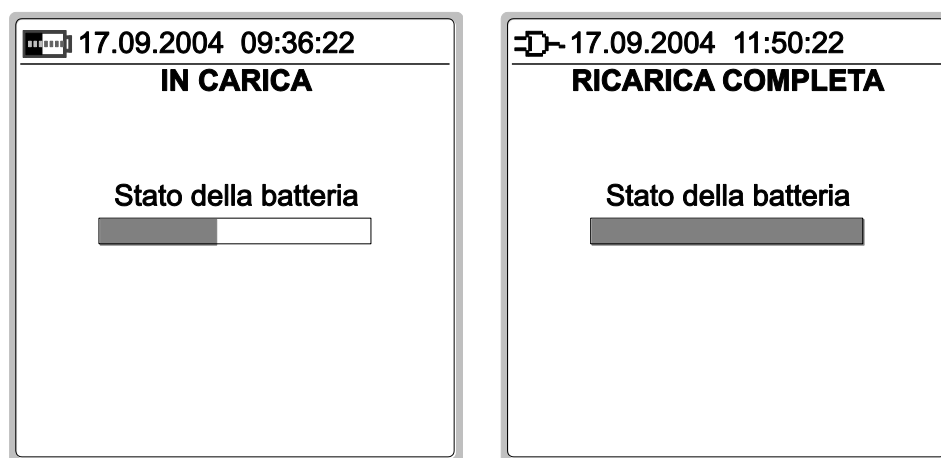 17.09.2004 09:36:22
IN CARICA
Stato della batteria
17.09.2004 11:50:22
RICARICA COMPLETA
Stato della batteria